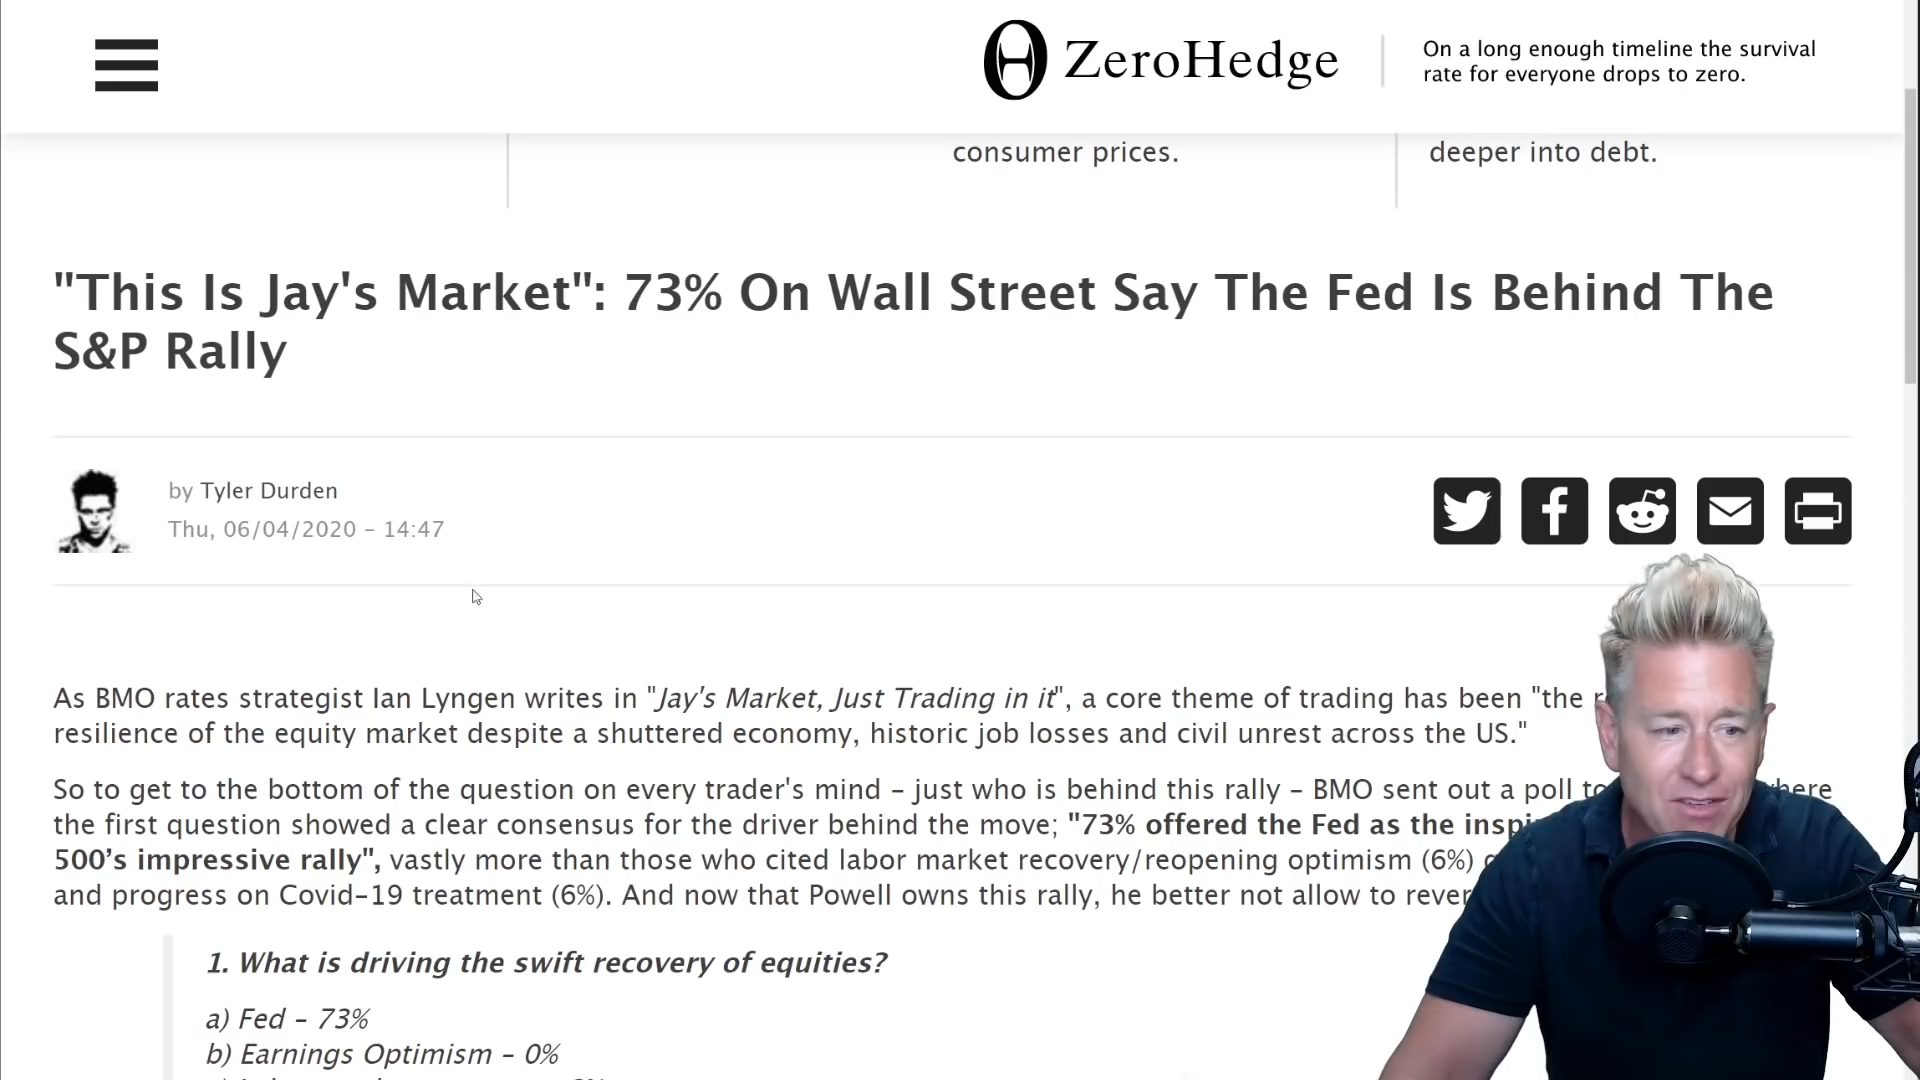 ZeroHedge
On a long enough timeline the survival
rate for everyone drops to zero.
consumer prices.
deeper into debt.
"This Is Jay's Market": 73% On Wall Street Say The Fed Is Behind The
S&P Rally
by Tyler Durden
Thu, 06/04/2020 - 14:47
As BMO rates strategist Ian Lyngen writes in "Jay's Market, Just Trading in it", a core theme of trading has been "the
resilience of the equity market despite a shuttered economy, historic job losses and civil unrest across the US."
So to get to the bottom of the question on every trader's mind - just who is behind this rally - BMO sent out a poll to
the first question showed a clear consensus for the driver behind the move; "73% offered the Fed as the
500's impressive rally", vastly more than those who cited labor market recovery/reopening optimism (6%)
and progress on Covid-19 treatment (6%). And now that Powell owns this rally, he better not allow to
1. What is driving the swift recovery of equities?
a) Fed - 73%
b) Earnings Optimism - 0%